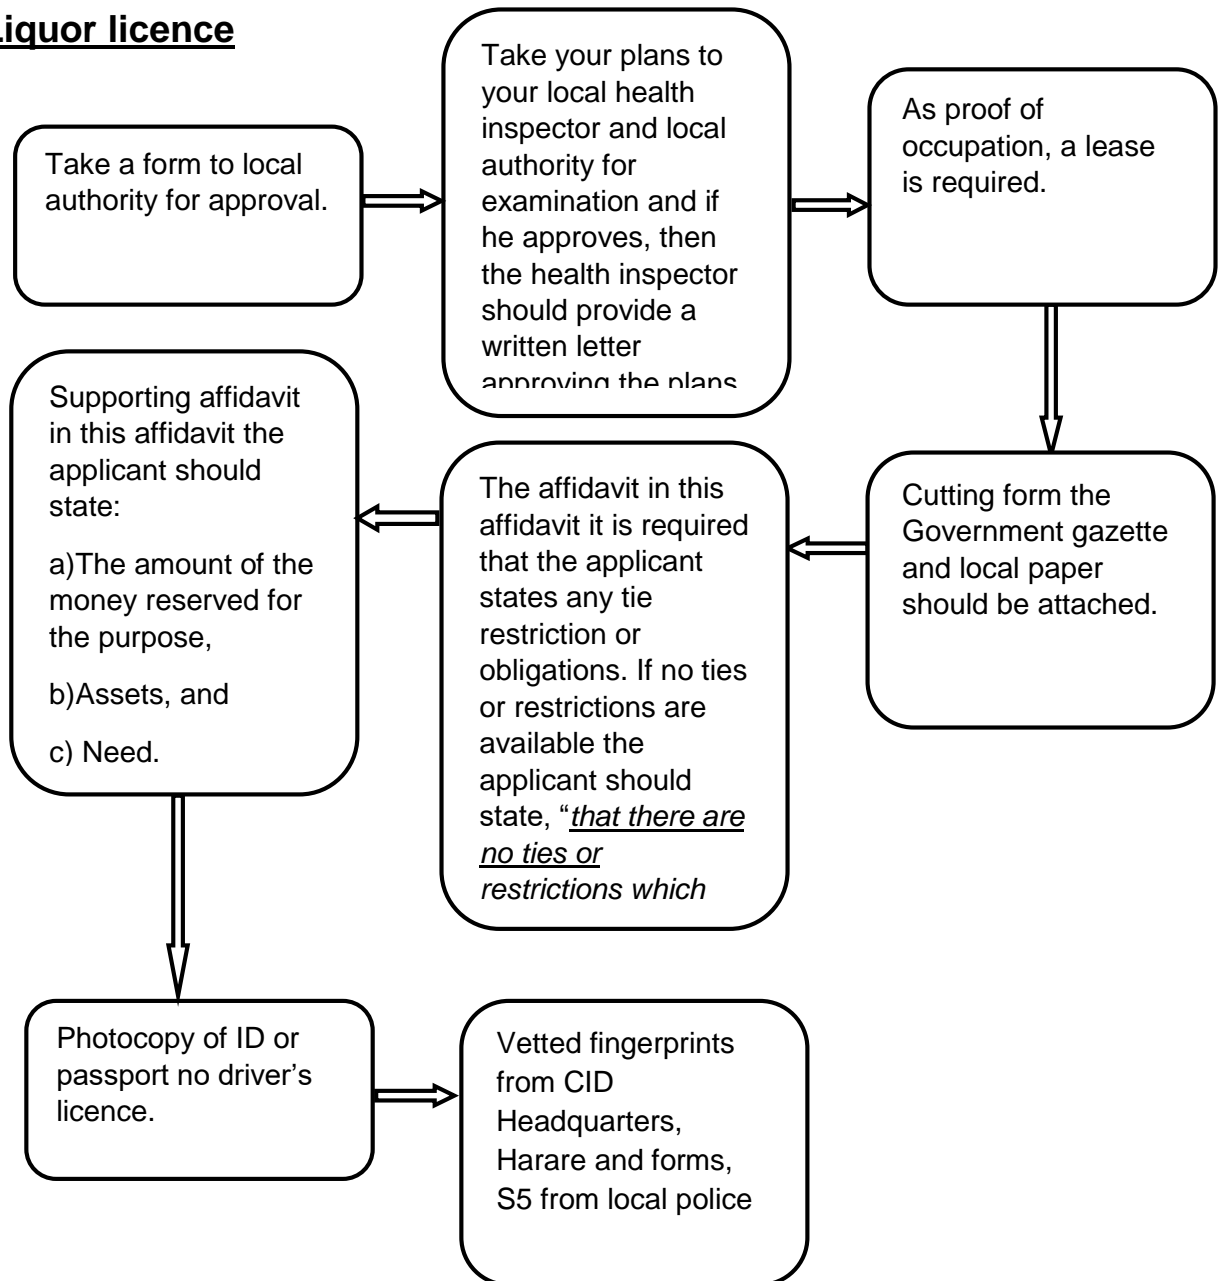 Liquor licence
Take a form to local
authority for approval.
Take your plans to
your local health
inspector and local
authority for
examination and if
he approves, then
the health inspector
should provide a
written letter
approving the plans
As proof of
occupation, a lease
is required.
Cutting form the
Government gazette
and local paper
should be attached.
The affidavit in this
affidavit it is required
that the applicant
states any tie
restriction or
obligations. If no ties
or restrictions are
available the
applicant should
state, “that there are
no ties or
restrictions which
Supporting affidavit
in this affidavit the
applicant should
state:
a)The amount of the
money reserved for
the purpose,
b)Assets, and
c) Need.
Photocopy of ID or
passport no driver’s
licence.
Vetted fingerprints
from CID
Headquarters,
Harare and forms,
S5 from local police